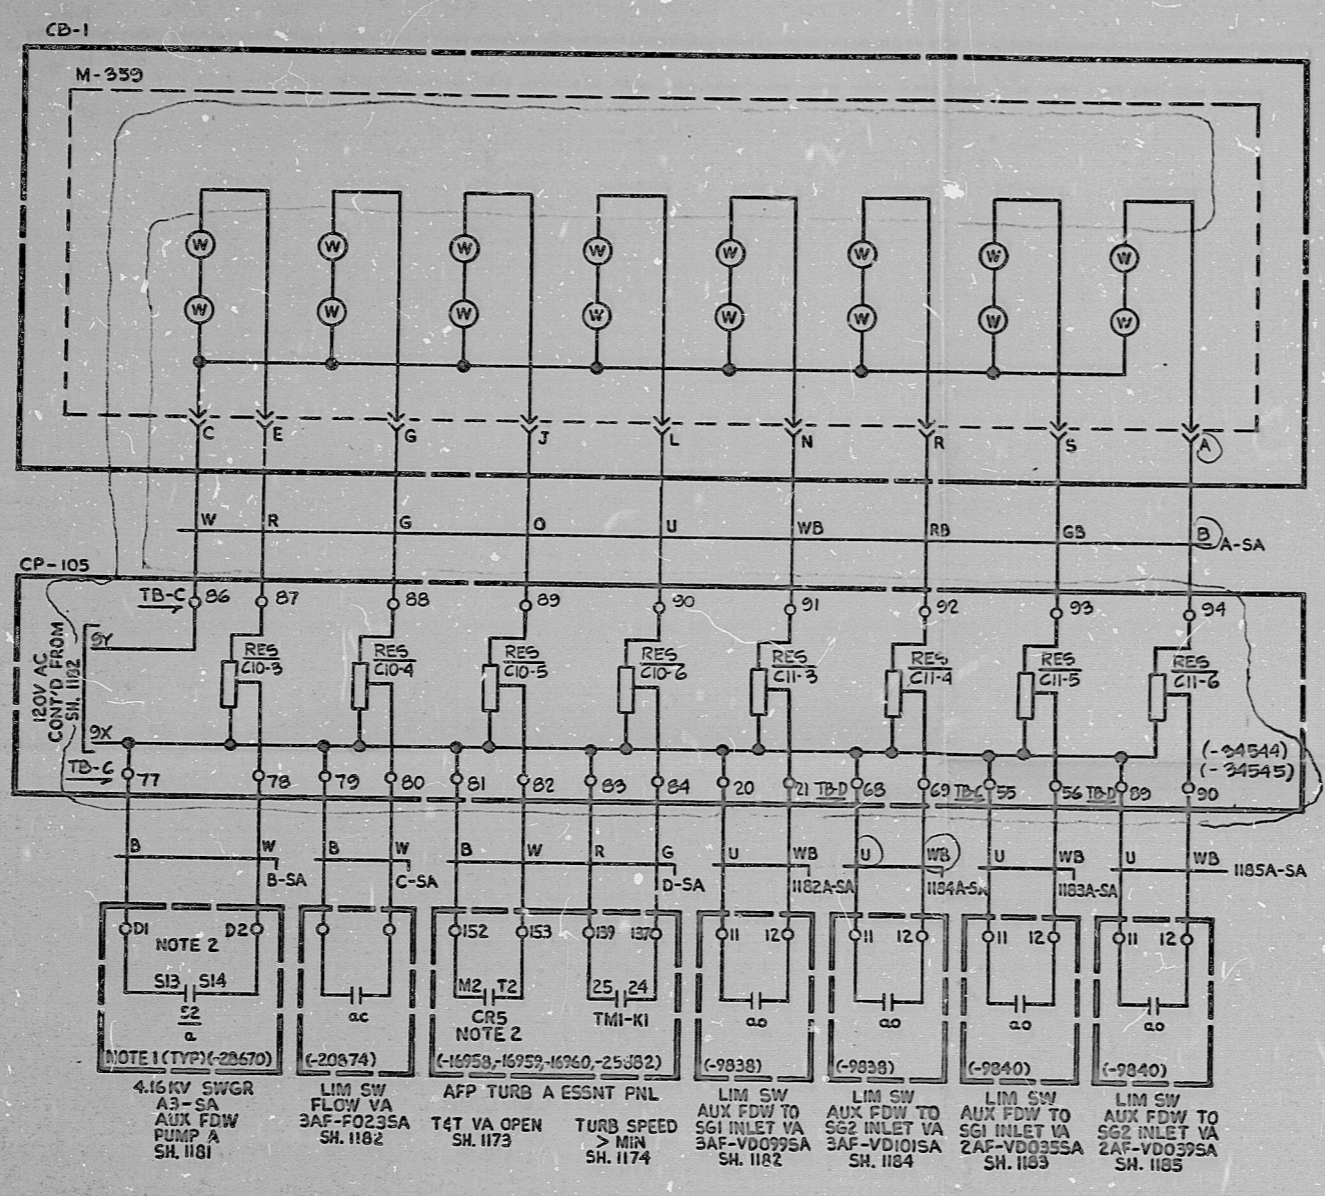 CB-1
M-359
W W W W W W W W
W W W W W W W W
C E G J L N R S A
W R G O U WB RB GB B A-SA
CP-105
TB-C 86 87 88 89 90 91 92 93 94
120V AC
CONT'D FROM
SH. 1182
9Y
RES
C10-3
RES
C10-4
RES
C10-5
RES
C10-6
RES
C11-3
RES
C11-4
RES
C11-5
RES
C11-6
9X
(-34544)
(-34545)
TB-C 77 78 79 80 81 82 83 84 20 21 TB-D 68 69 TB-C 55 56 TB-D 89 90
B W B W B W R G U WB U WB U WB U WB
B-SA C-SA D-SA 1182A-SA 1184A-SA 1183A-SA 1185A-SA
D1 D2 152 153 139 137 11 12 11 12 11 12 11 12
NOTE 2
S13 S14
52
a
NOTE 1 (TYP)(-28670)
4.16KV SWGR
A3-SA
AUX FDW
PUMP A
SH. 1181
ac
(-20874)
LIM SW
FLOW VA
3AF-F023SA
SH. 1182
M2 T2
CR5
NOTE 2
25 24
TM1-K1
(-16958,-16959,-16960,-25382)
AFP TURB A ESSNT PNL
T&T VA OPEN
SH. 1173
TURB SPEED
> MIN
SH. 1174
ao
(-9838)
LIM SW
AUX FDW TO
SG1 INLET VA
3AF-VD099SA
SH. 1182
ao
(-9838)
LIM SW
AUX FDW TO
SG2 INLET VA
3AF-VD101SA
SH. 1184
ao
(-9840)
LIM SW
AUX FDW TO
SG1 INLET VA
2AF-VD035SA
SH. 1183
ao
(-9840)
LIM SW
AUX FDW TO
SG2 INLET VA
2AF-VD039SA
SH. 1185